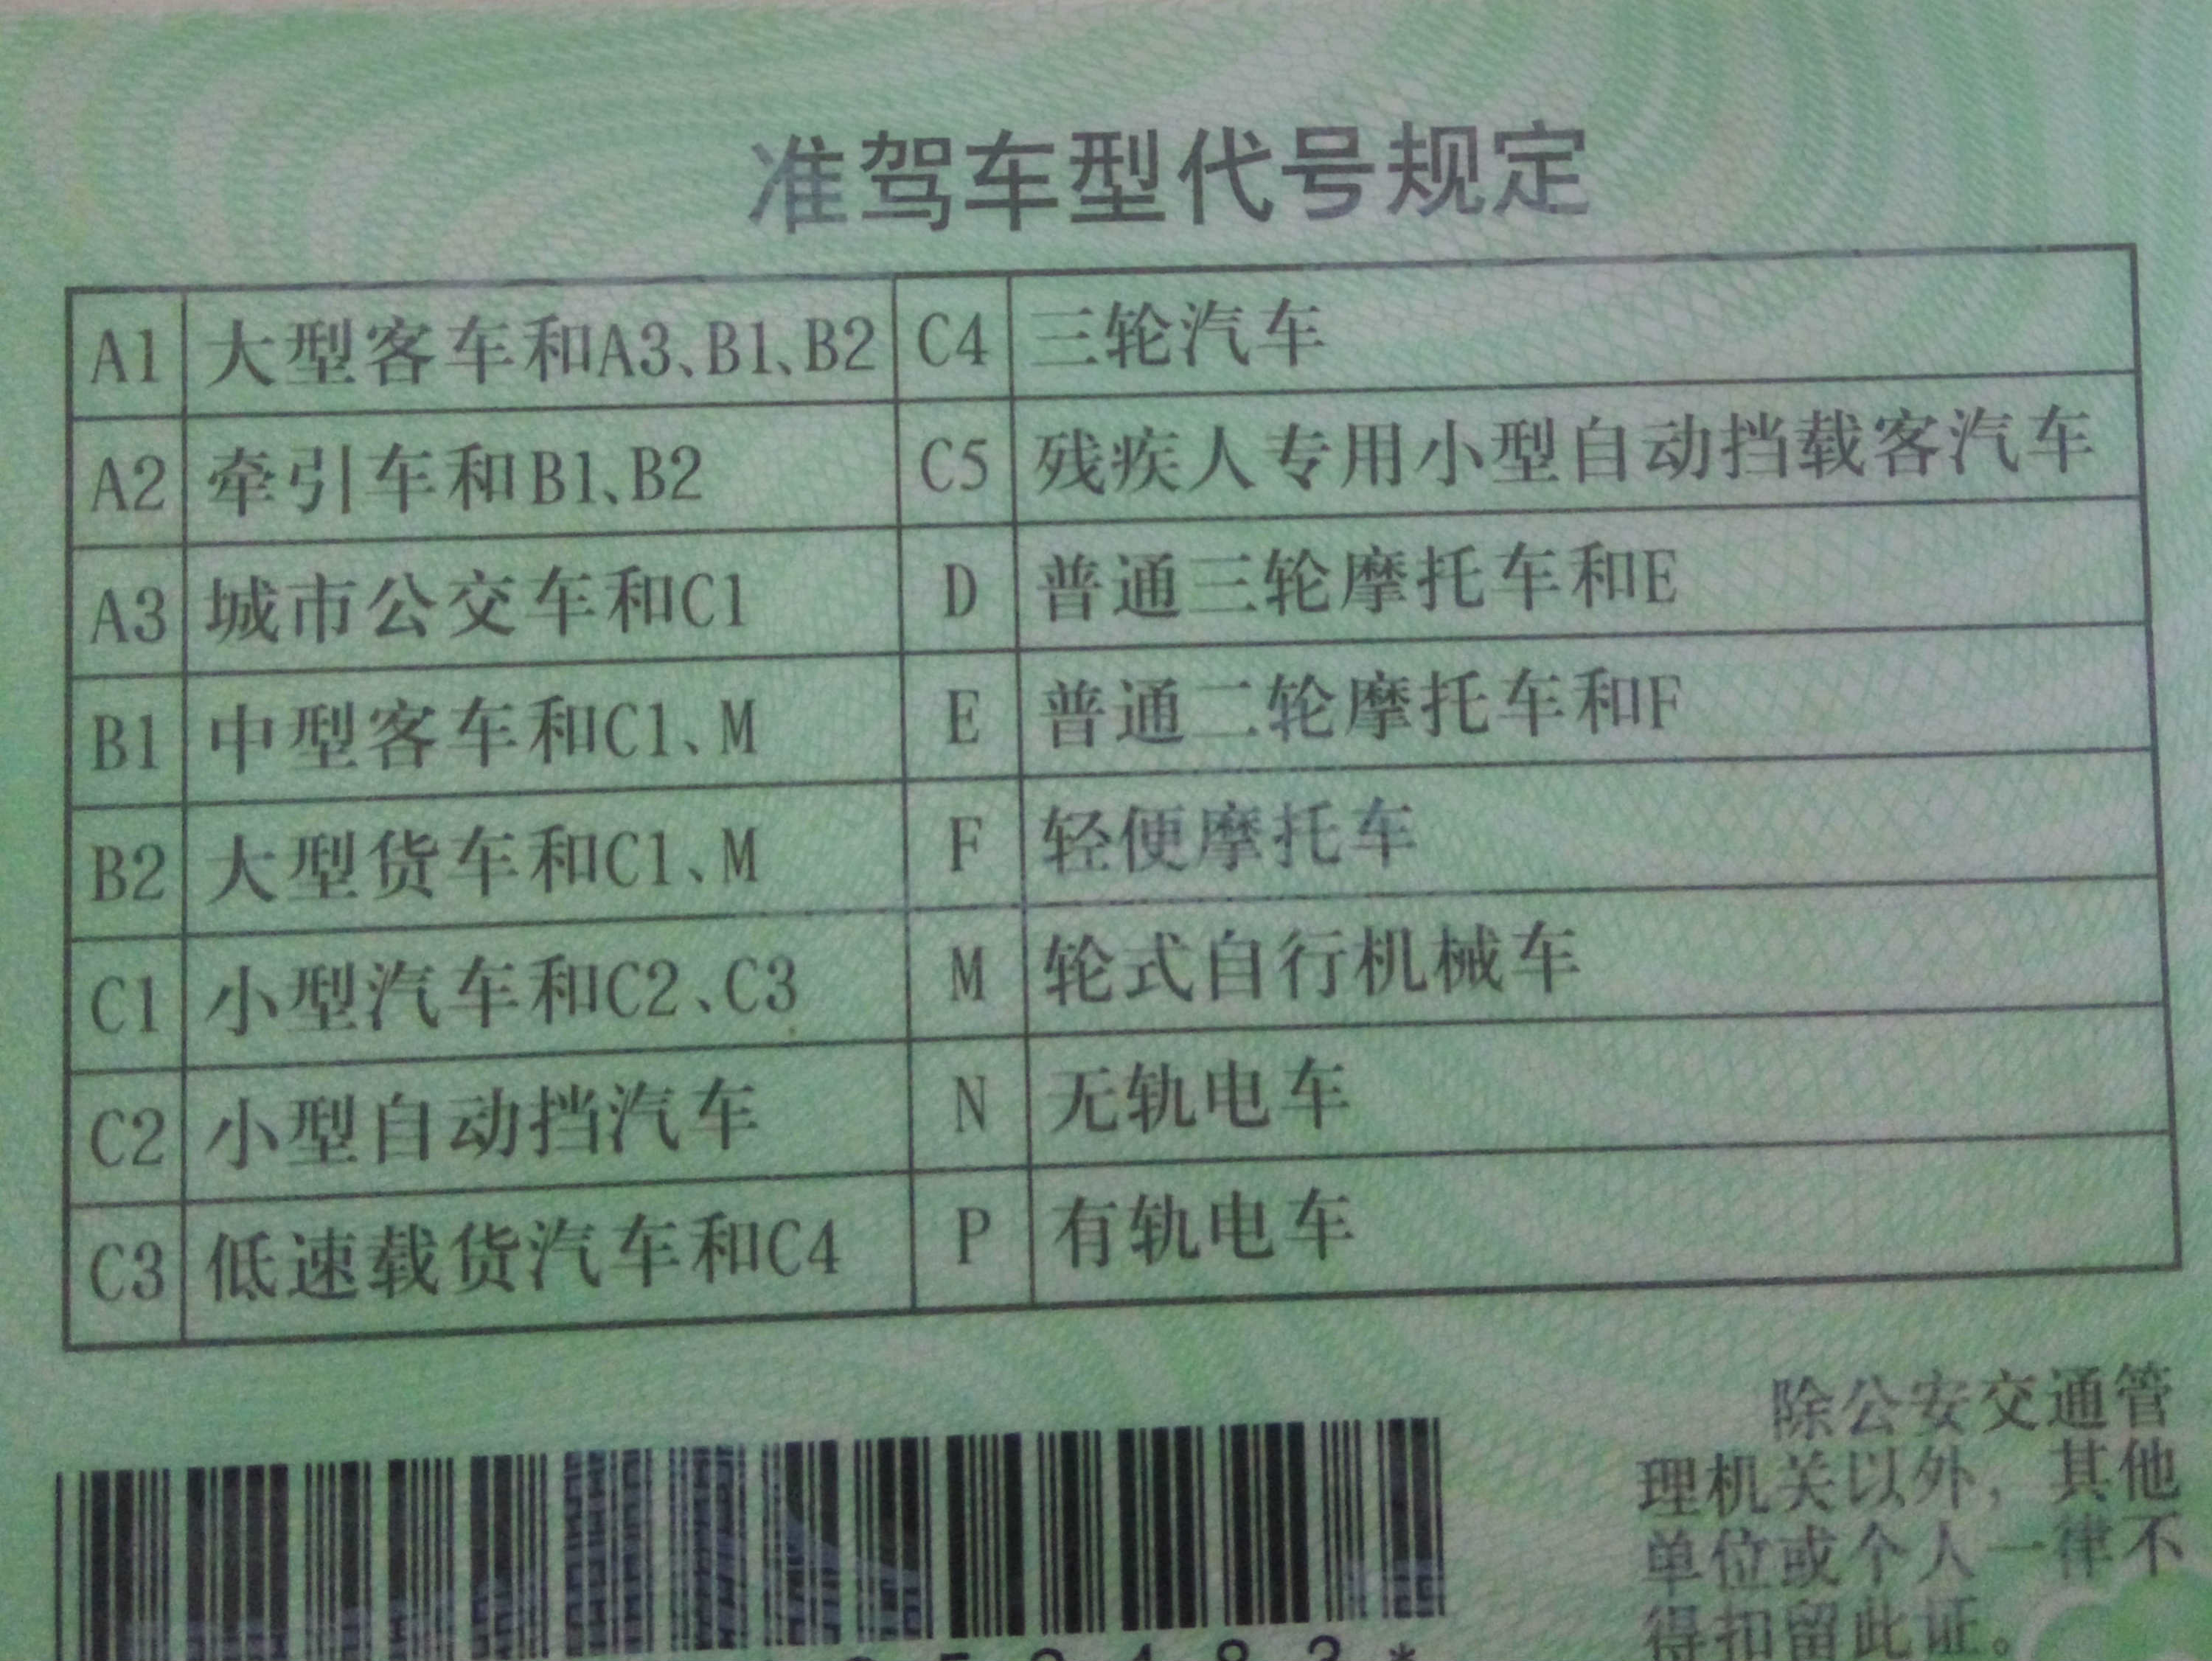 准驾车型代号规定
A1 大型客车和A3、B1、B2 C4 三轮汽车
A2 牵引车和B1、B2 C5 残疾人专用小型自动挡载客汽车
A3 城市公交车和C1 D 普通三轮摩托车和E
B1 中型客车和C1、M E 普通二轮摩托车和F
B2 大型货车和C1、M F 轻便摩托车
C1 小型汽车和C2、C3 M 轮式自行机械车
C2 小型自动挡汽车 N 无轨电车
C3 低速载货汽车和C4 P 有轨电车
除公安交通管
理机关以外，其他
单位或个人一律不
得扣留此证。